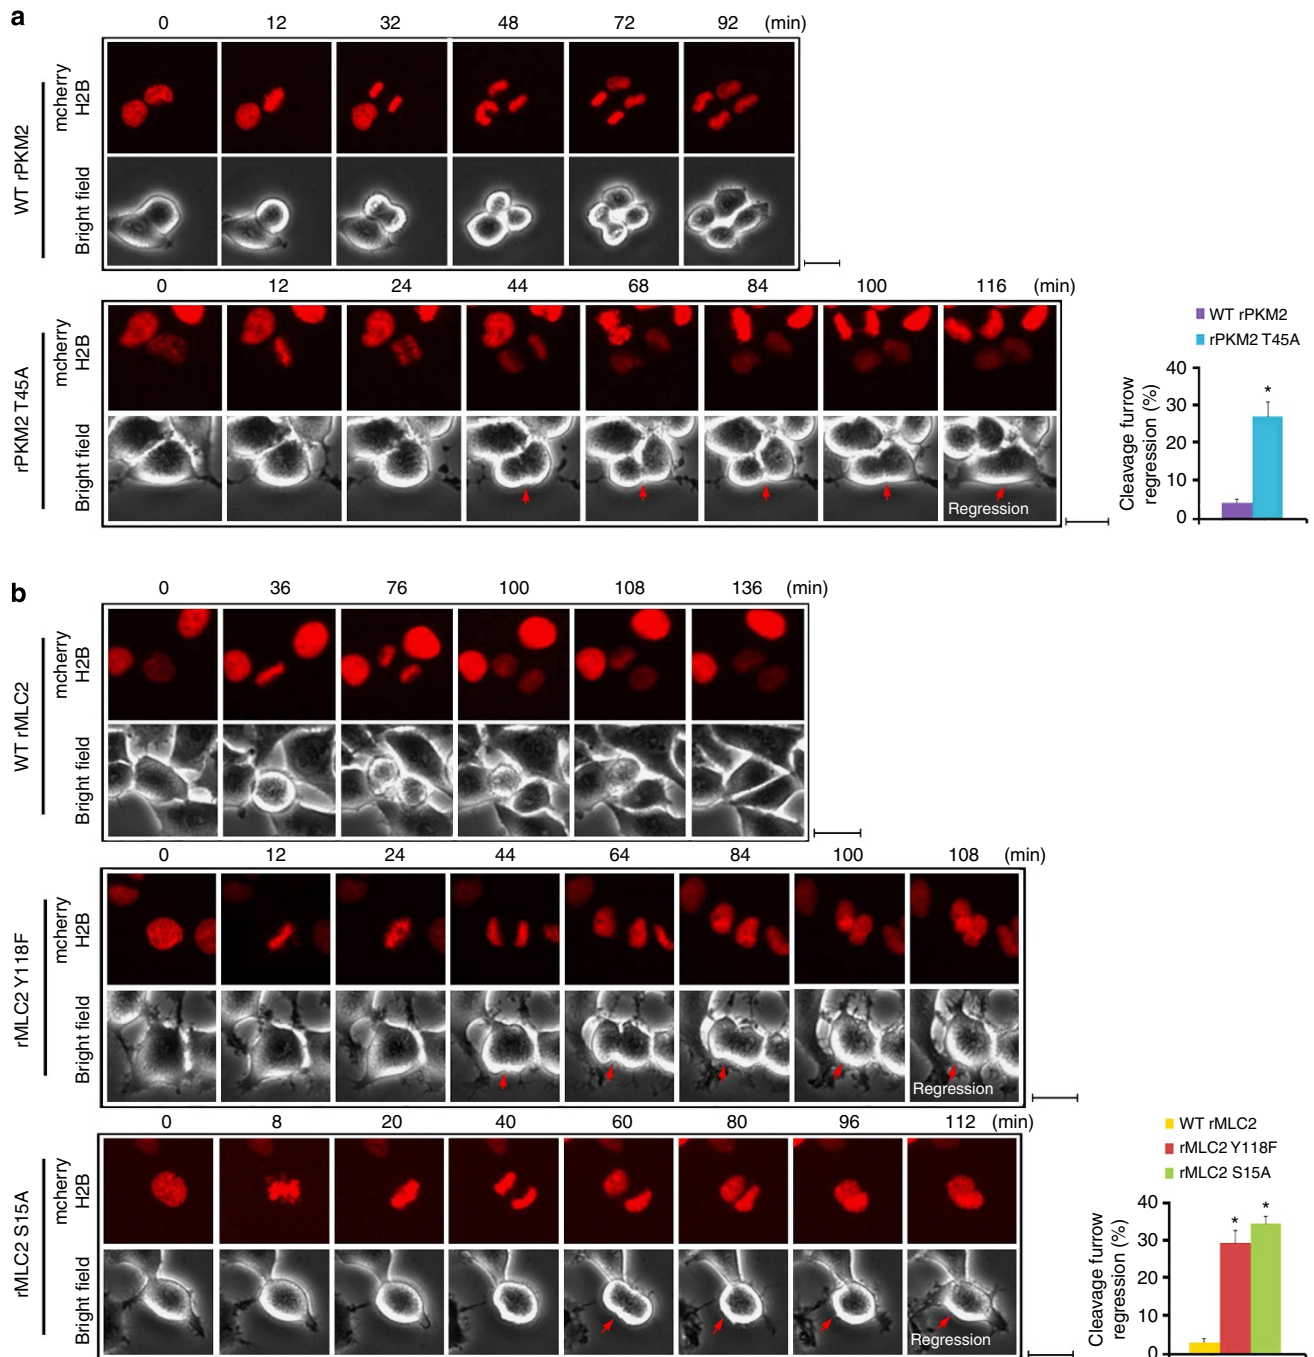 a
0 12 32 48 72 92 (min)
WT rPKM2
mcherry
H2B
Bright field
0 12 24 44 68 84 100 116 (min)
rPKM2 T45A
mcherry
H2B
Bright field
Regression
WT rPKM2
rPKM2 T45A
Cleavage furrow
regression (%)
40
30
20
10
0
*
b
0 36 76 100 108 136 (min)
WT rMLC2
mcherry
H2B
Bright field
0 12 24 44 64 84 100 108 (min)
rMLC2 Y118F
mcherry
H2B
Bright field
Regression
0 8 20 40 60 80 96 112 (min)
rMLC2 S15A
mcherry
H2B
Bright field
Regression
WT rMLC2
rMLC2 Y118F
rMLC2 S15A
Cleavage furrow
regression (%)
40
30
20
10
0
* *